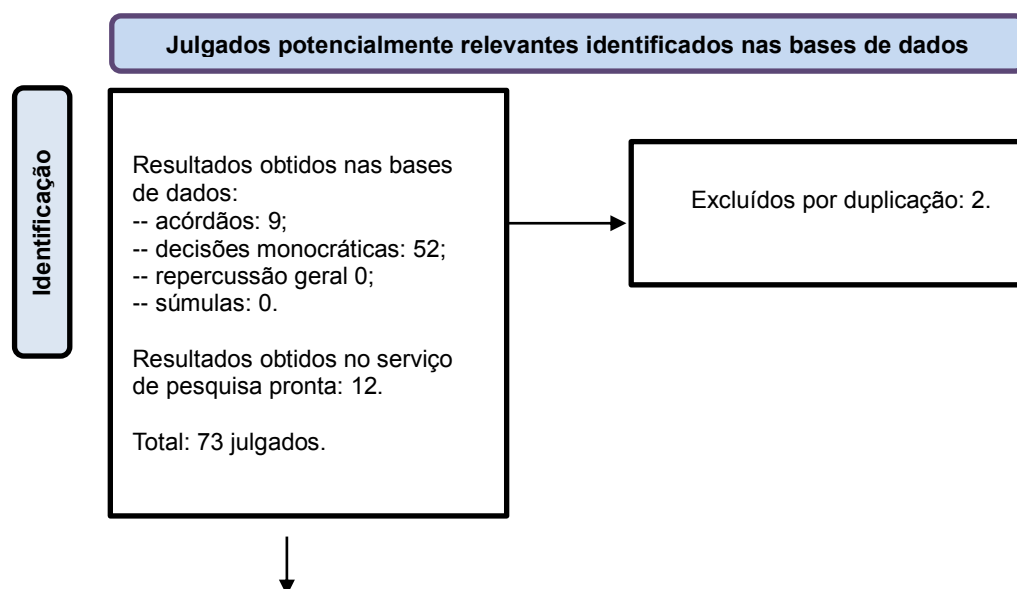 Julgados potencialmente relevantes identificados nas bases de dados
Identificação
Resultados obtidos nas bases
de dados:
-- acórdãos: 9;
-- decisões monocráticas: 52;
-- repercussão geral 0;
-- súmulas: 0.
Resultados obtidos no serviço
de pesquisa pronta: 12.
Total: 73 julgados.
Excluídos por duplicação: 2.